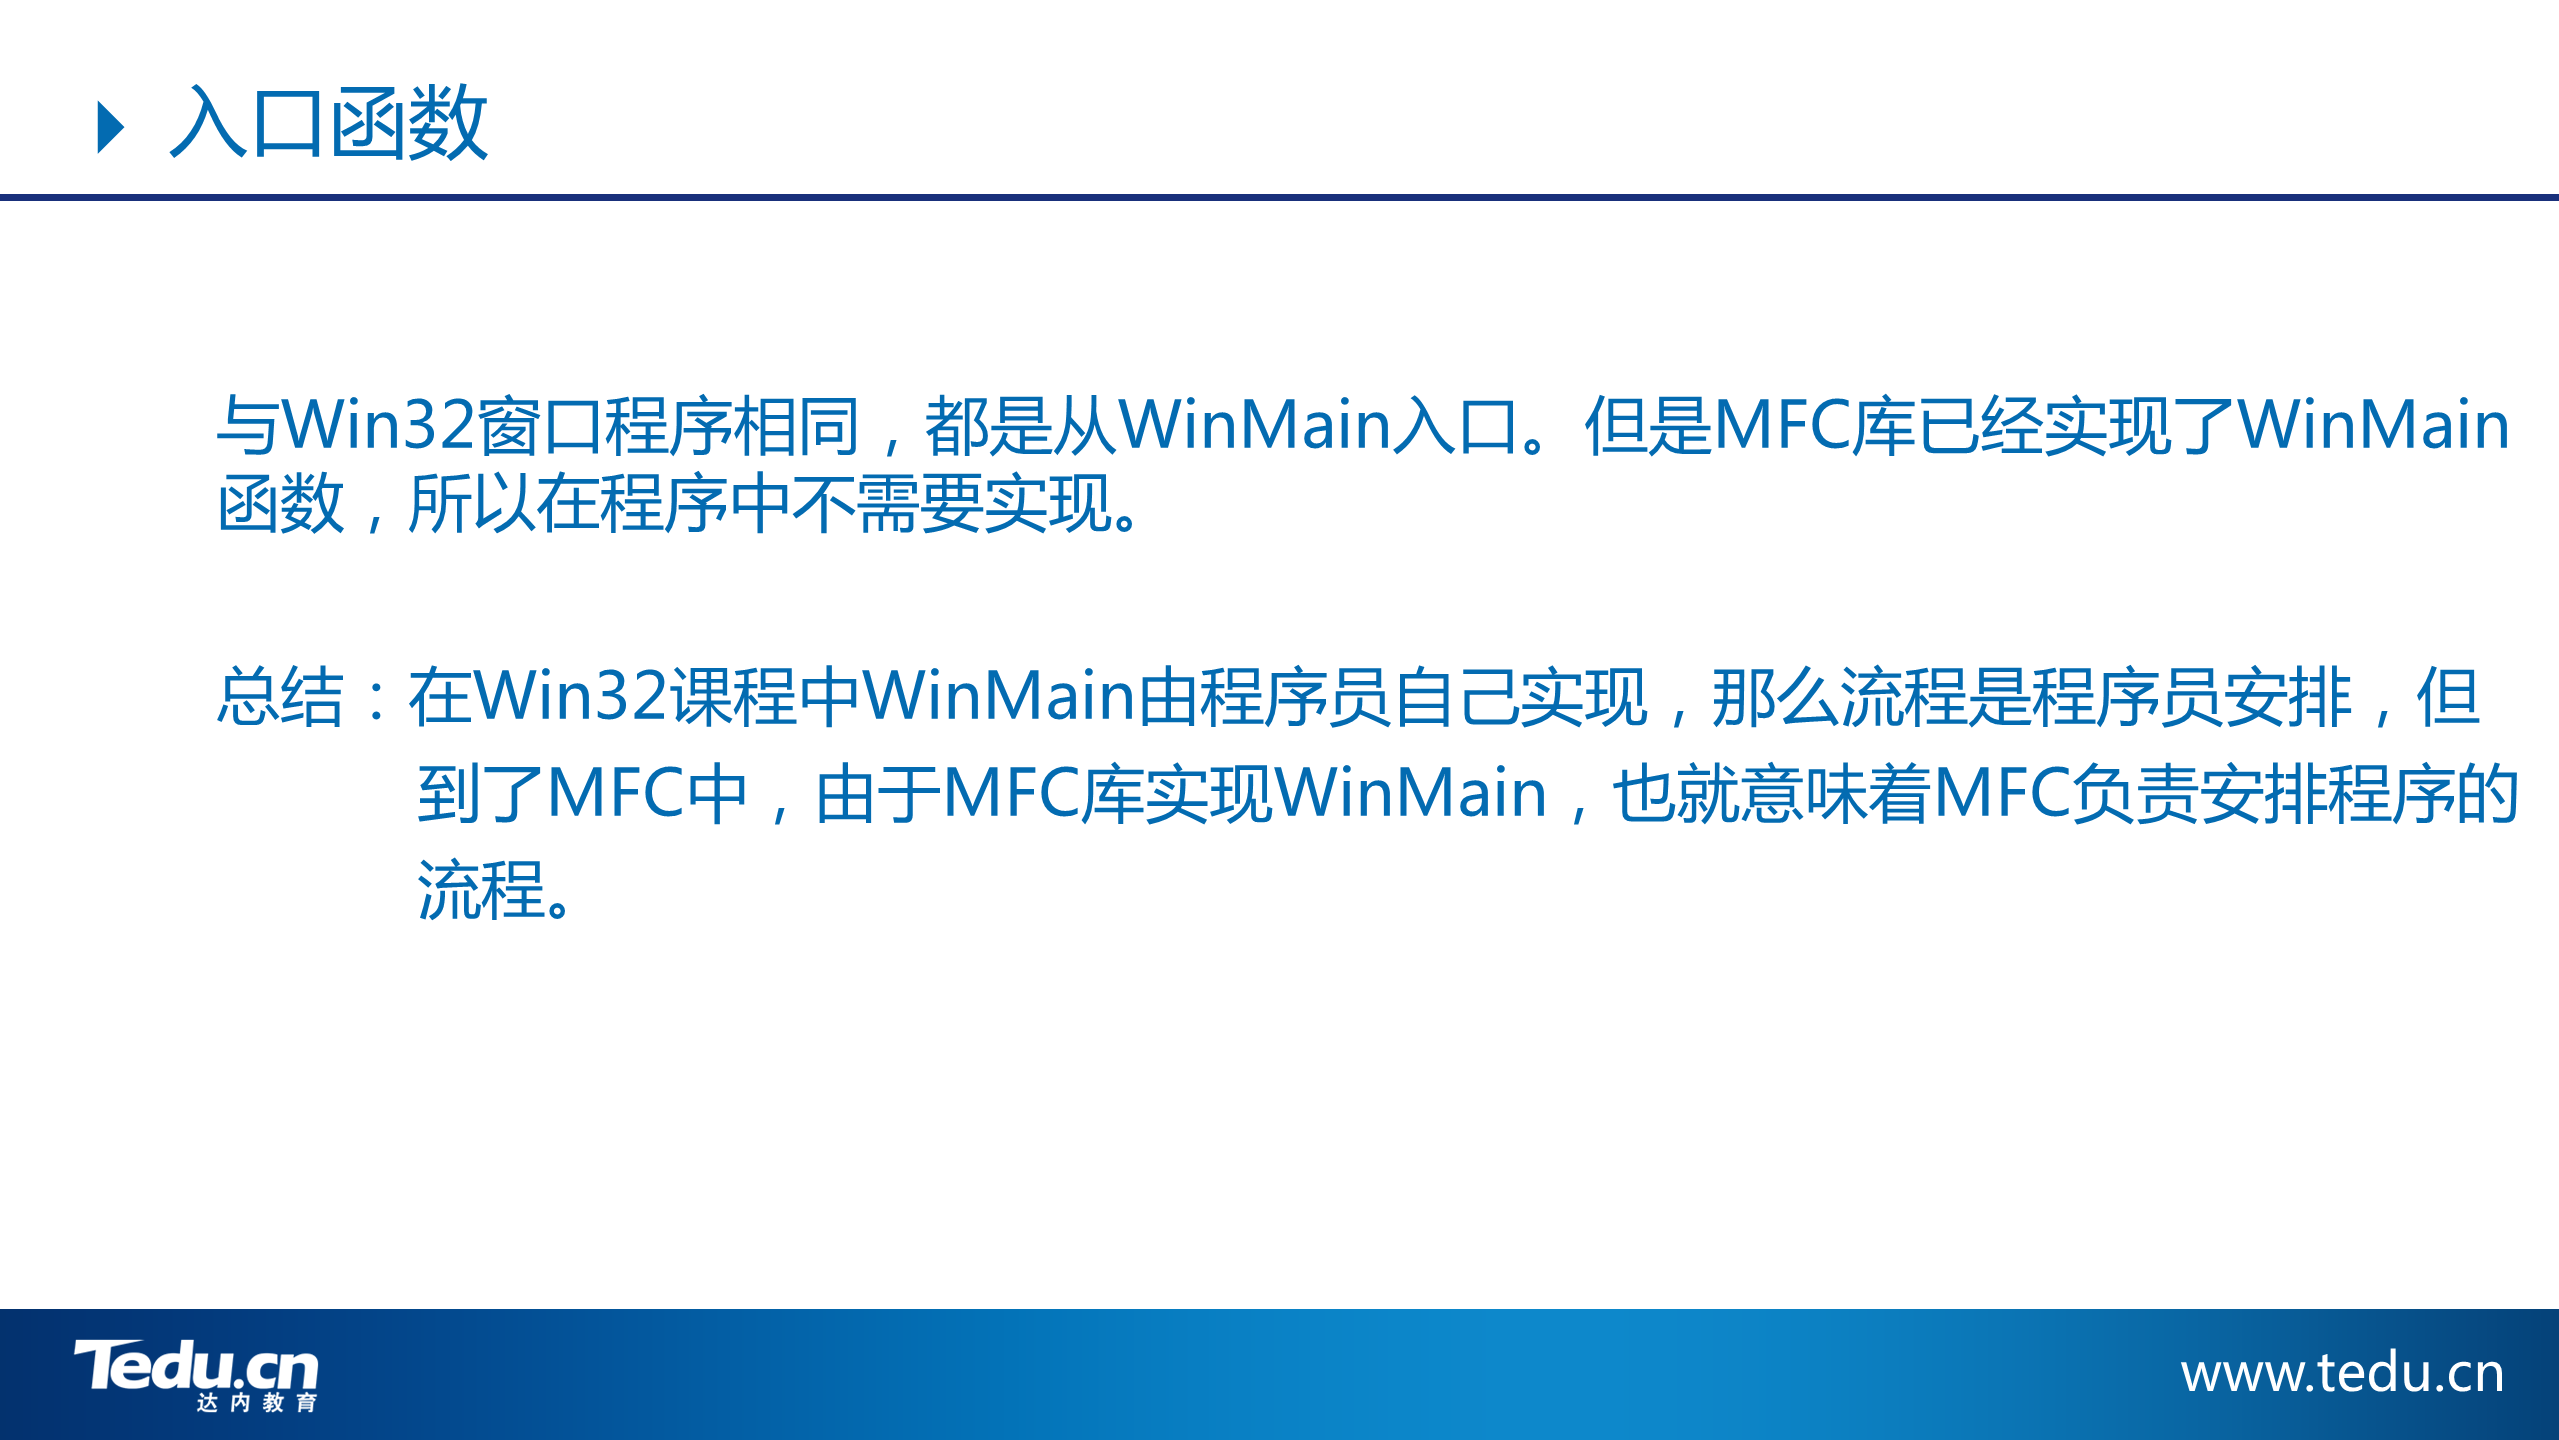 入口函数
与Win32窗口程序相同，都是从WinMain入口。但是MFC库已经实现了WinMain
函数，所以在程序中不需要实现。
总结：在Win32课程中WinMain由程序员自己实现，那么流程是程序员安排，但
到了MFC中，由于MFC库实现WinMain，也就意味着MFC负责安排程序的
流程。
Tedu.cn
达内教育
www.tedu.cn